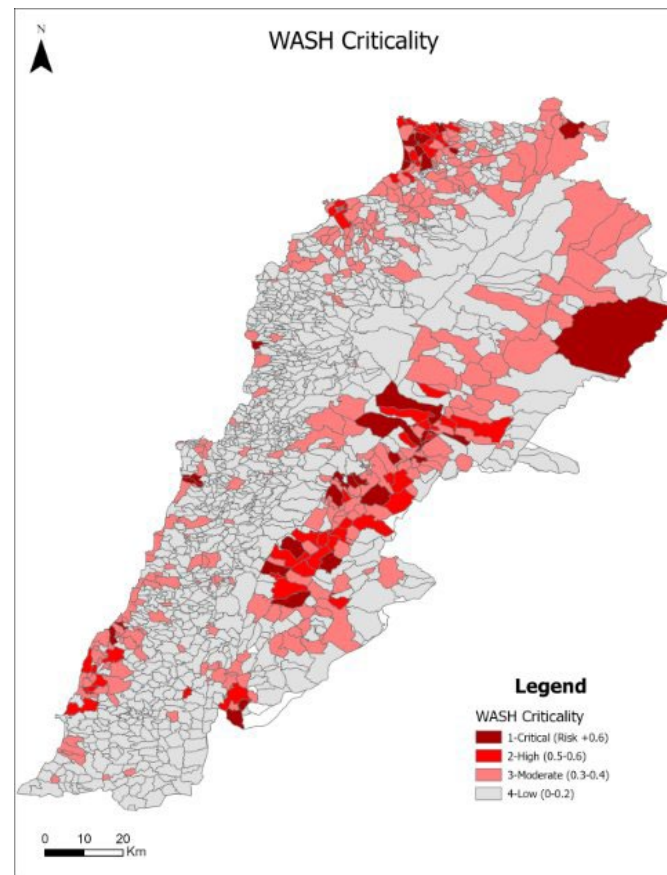 N
WASH Criticality
Legend
WASH Criticality
1-Critical (Risk +0.6)
2-High (0.5-0.6)
3-Moderate (0.3-0.4)
4-Low (0-0.2)
0 10 20
Km